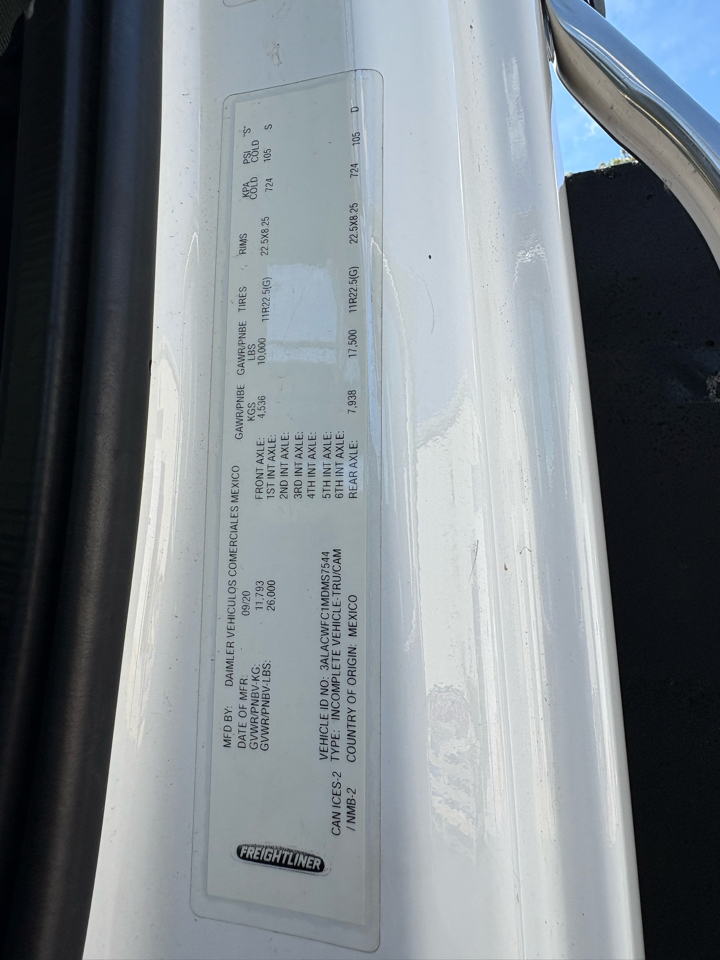 FREIGHTLINER
MFD BY: DAIMLER VEHICULOS COMERCIALES MEXICO
DATE OF MFR: 09/20
GVWR/PNBV-KG: 11,793
GVWR/PNBV-LBS: 26,000
GAWR/PNBE KGS GAWR/PNBE LBS TIRES RIMS KPA COLD PSI COLD "S"
FRONT AXLE: 4,536 10,000 11R22.5(G) 22.5X8.25 724 105 S
1ST INT AXLE:
2ND INT AXLE:
3RD INT AXLE:
4TH INT AXLE:
5TH INT AXLE:
6TH INT AXLE:
REAR AXLE: 7,938 17,500 11R22.5(G) 22.5X8.25 724 105 D
VEHICLE ID NO: 3ALACWFC1MDMS7544
CAN ICES-2 TYPE: INCOMPLETE VEHICLE-TRU/CAM
/ NMB-2 COUNTRY OF ORIGIN: MEXICO